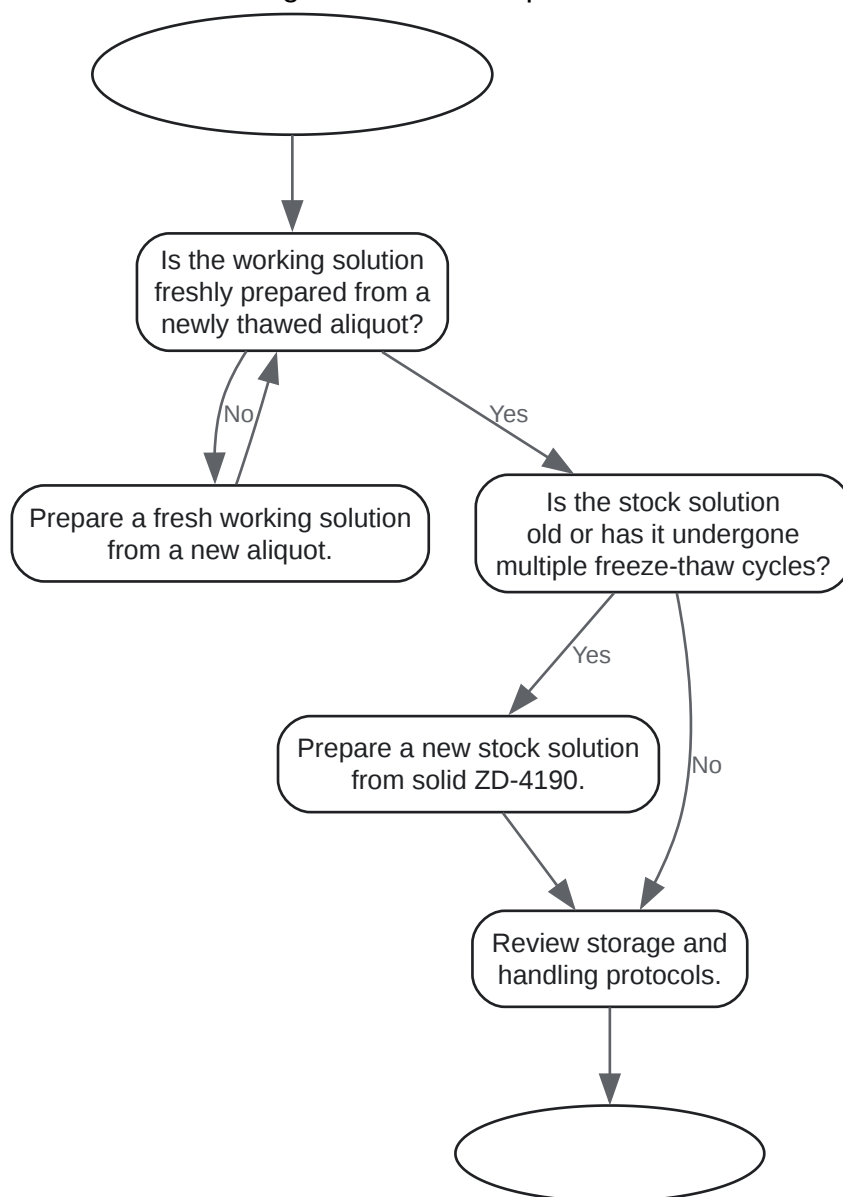 Is the working solution
freshly prepared from a
newly thawed aliquot?
No
Yes
Prepare a fresh working solution
from a new aliquot.
Is the stock solution
old or has it undergone
multiple freeze-thaw cycles?
Yes
Prepare a new stock solution
from solid ZD-4190.
No
Review storage and
handling protocols.